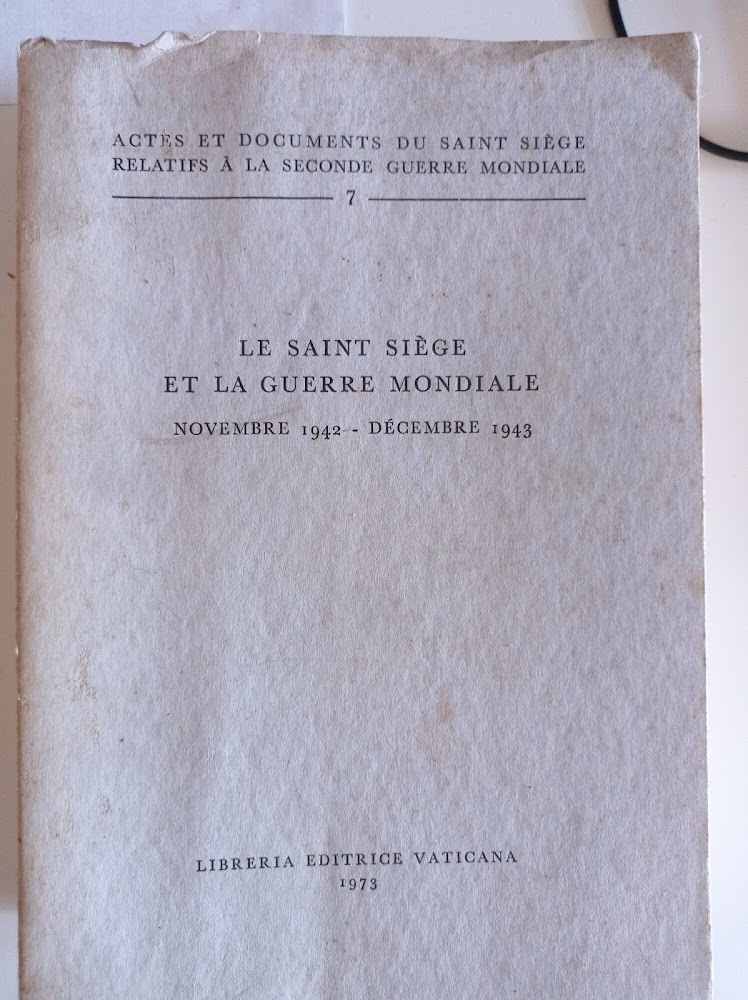 ACTES ET DOCUMENTS DU SAINT SIÈGE
RELATIFS À LA SECONDE GUERRE MONDIALE
7
LE SAINT SIÈGE
ET LA GUERRE MONDIALE
NOVEMBRE 1942 - DÉCEMBRE 1943
LIBRERIA EDITRICE VATICANA
1973